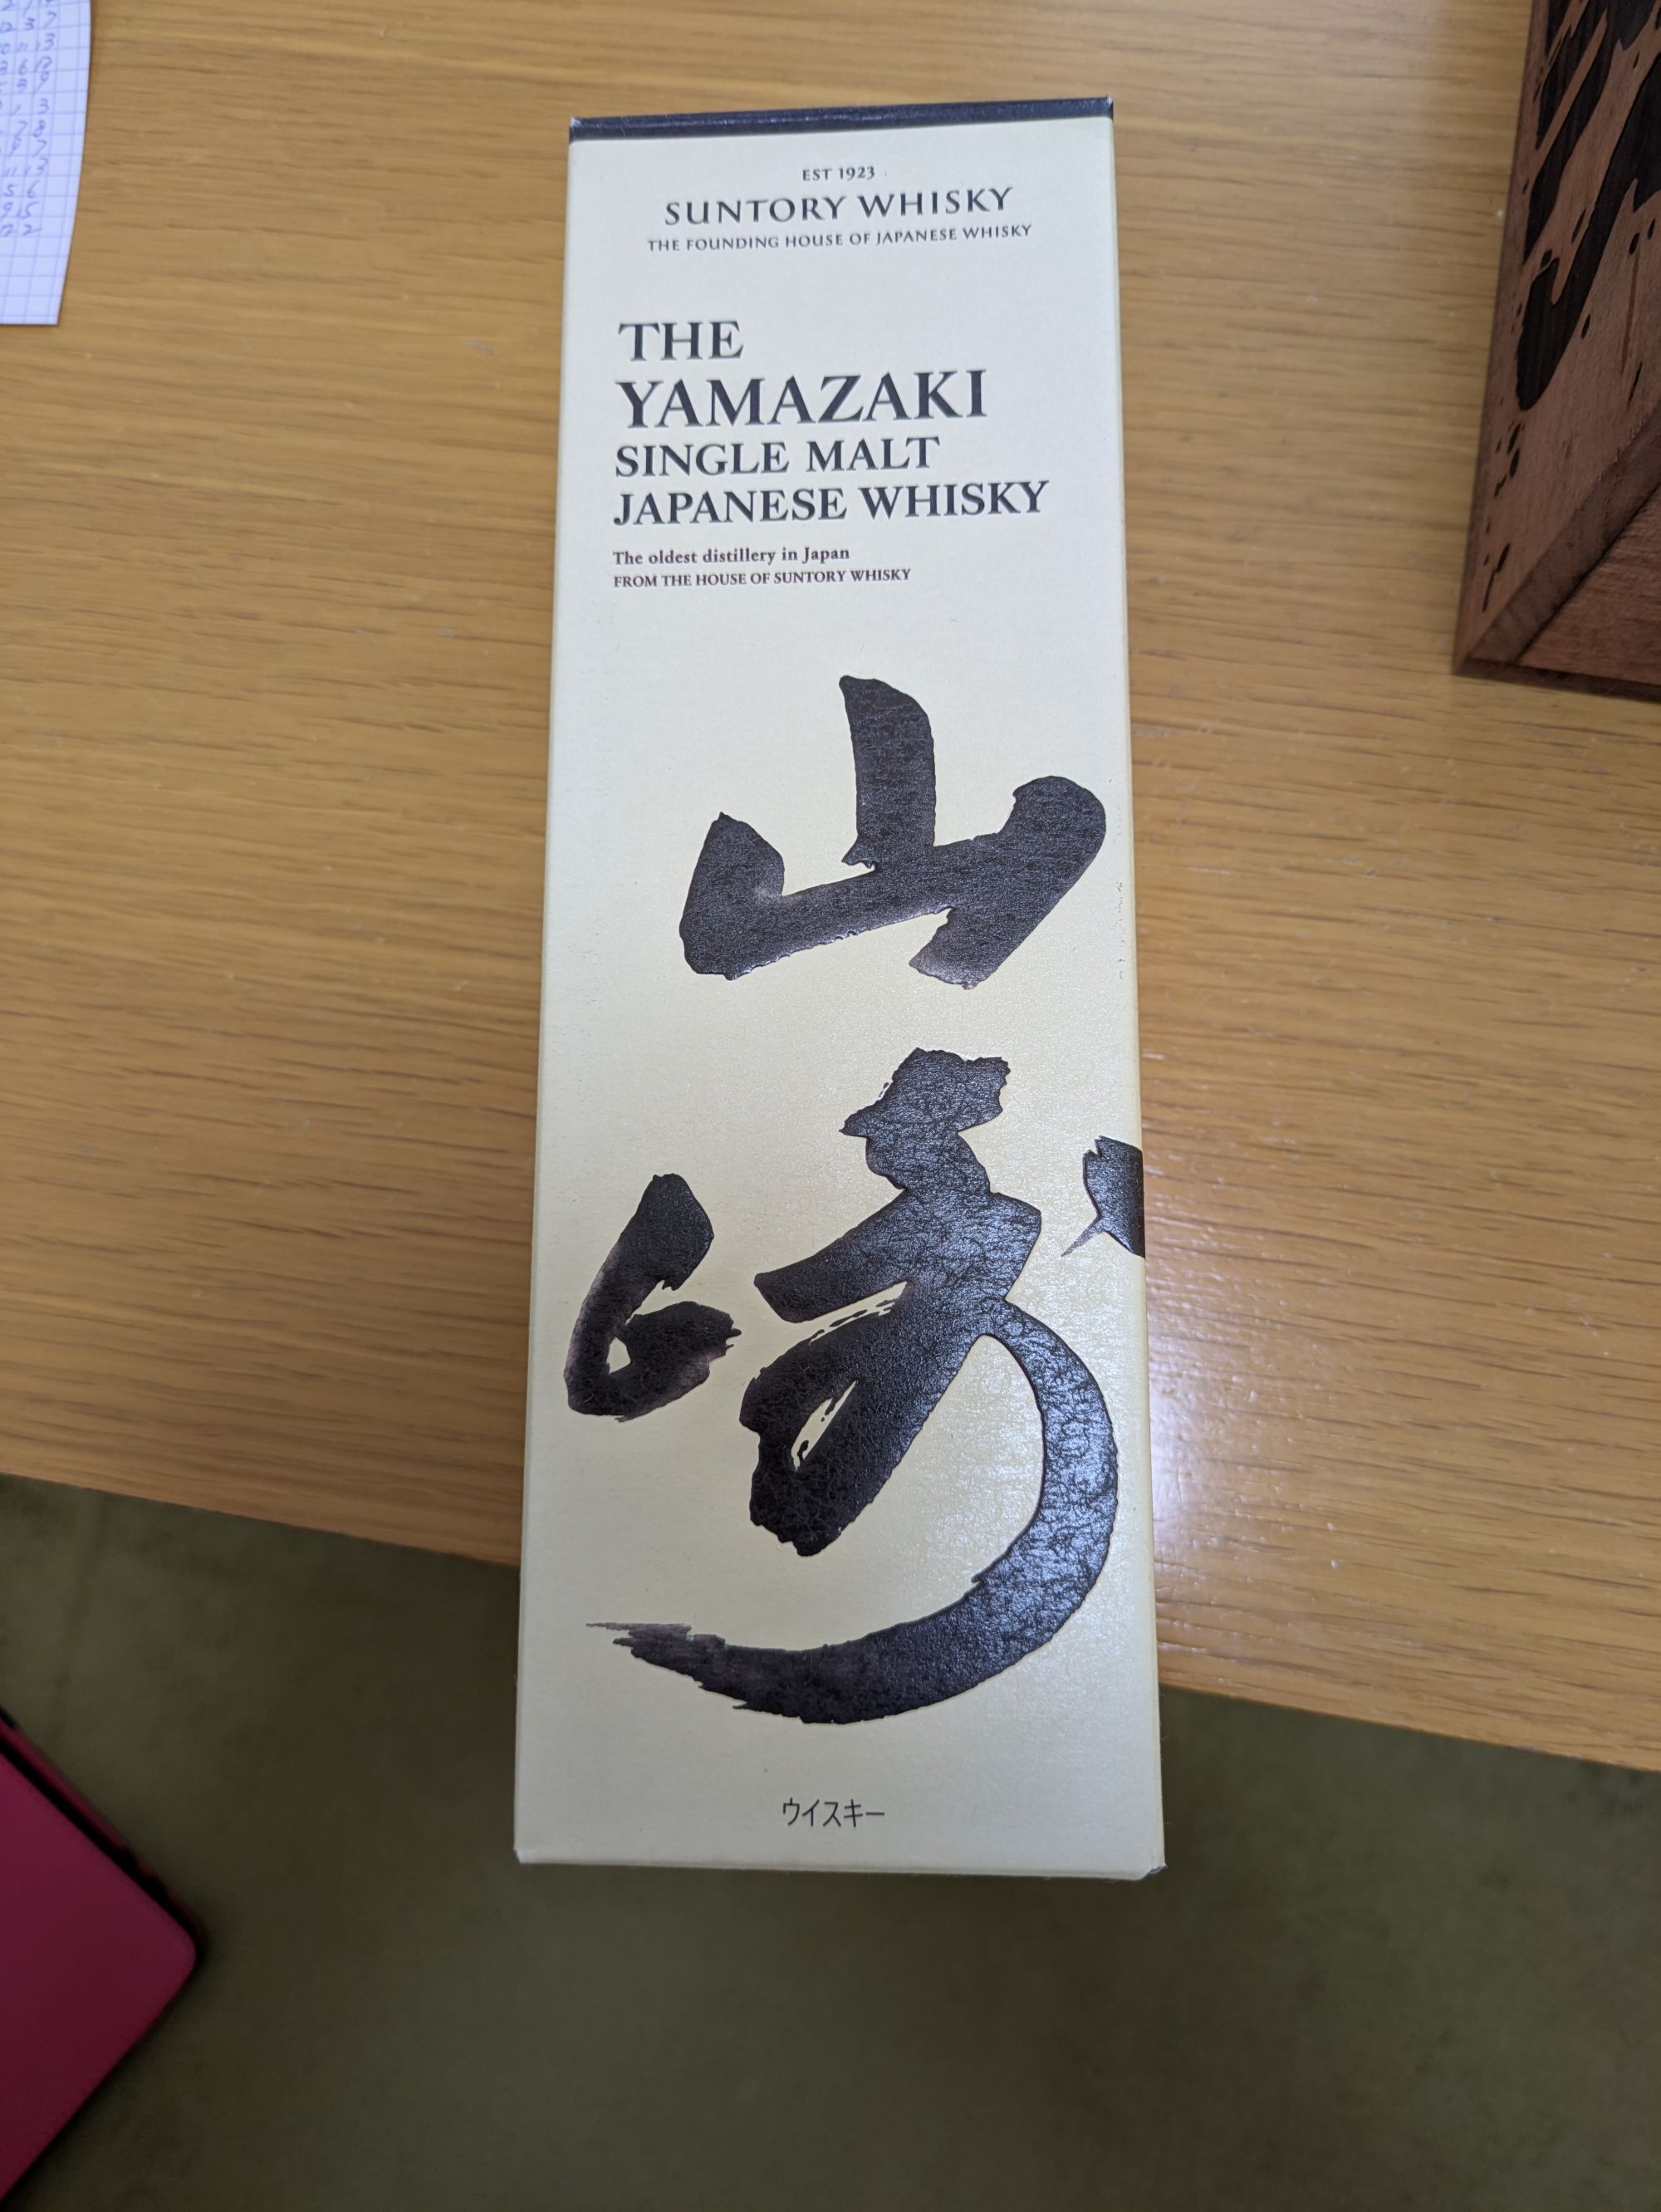 EST 1923
SUNTORY WHISKY
THE FOUNDING HOUSE OF JAPANESE WHISKY
THE
YAMAZAKI
SINGLE MALT
JAPANESE WHISKY
The oldest distillery in Japan
FROM THE HOUSE OF SUNTORY WHISKY
山
崎
ウイスキー